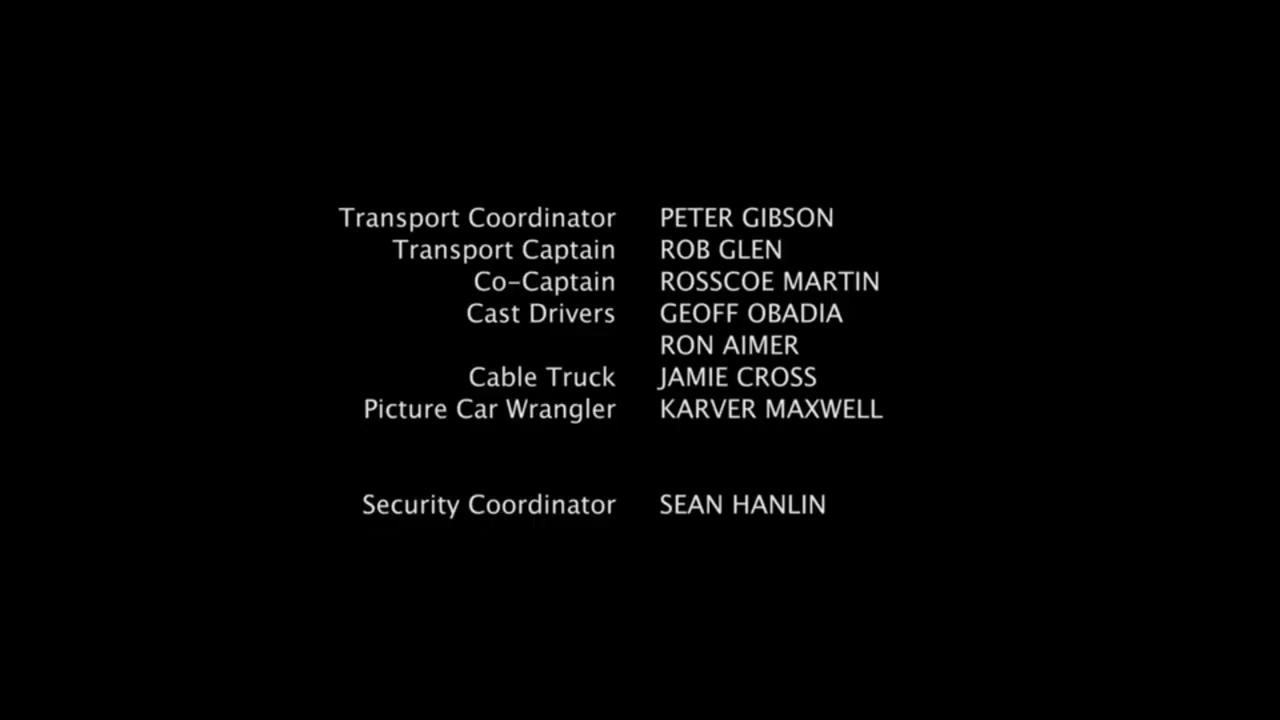 Transport Coordinator PETER GIBSON
Transport Captain ROB GLEN
Co-Captain ROSSCOE MARTIN
Cast Drivers GEOFF OBADIA
RON AIMER
Cable Truck JAMIE CROSS
Picture Car Wrangler KARVER MAXWELL
Security Coordinator SEAN HANLIN